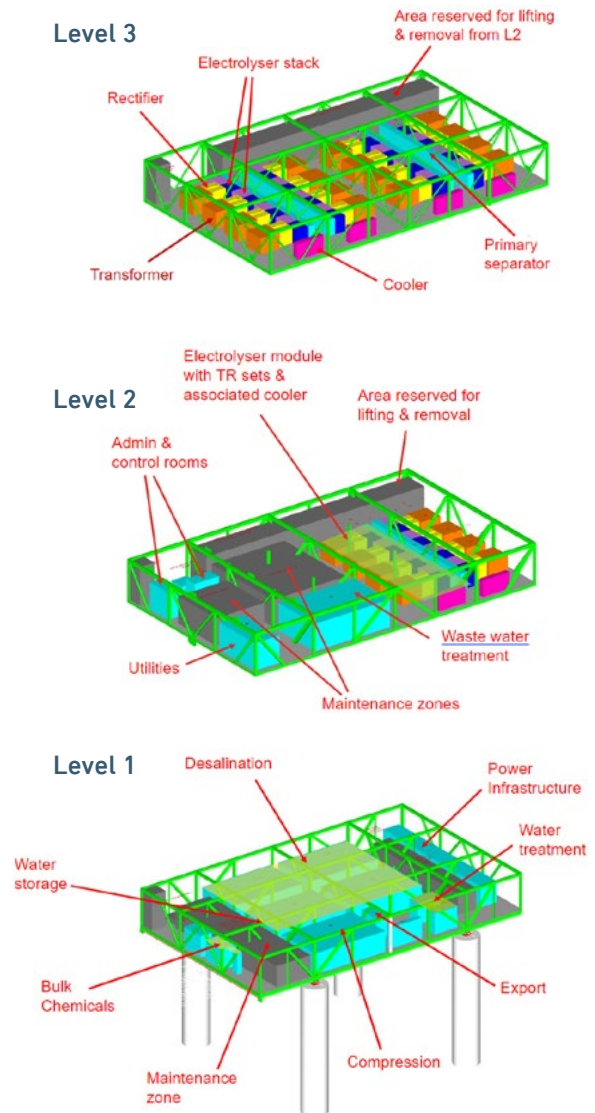 Level 3
Area reserved for lifting
& removal from L2
Electrolyser stack
Rectifier
Transformer
Cooler
Primary
separator
Level 2
Electrolyser module
with TR sets &
associated cooler
Area reserved for
lifting & removal
Admin &
control rooms
Utilities
Waste water
treatment
Maintenance zones
Level 1
Desalination
Power
Infrastructure
Water
treatment
Water
storage
Bulk
Chemicals
Maintenance
zone
Compression
Export